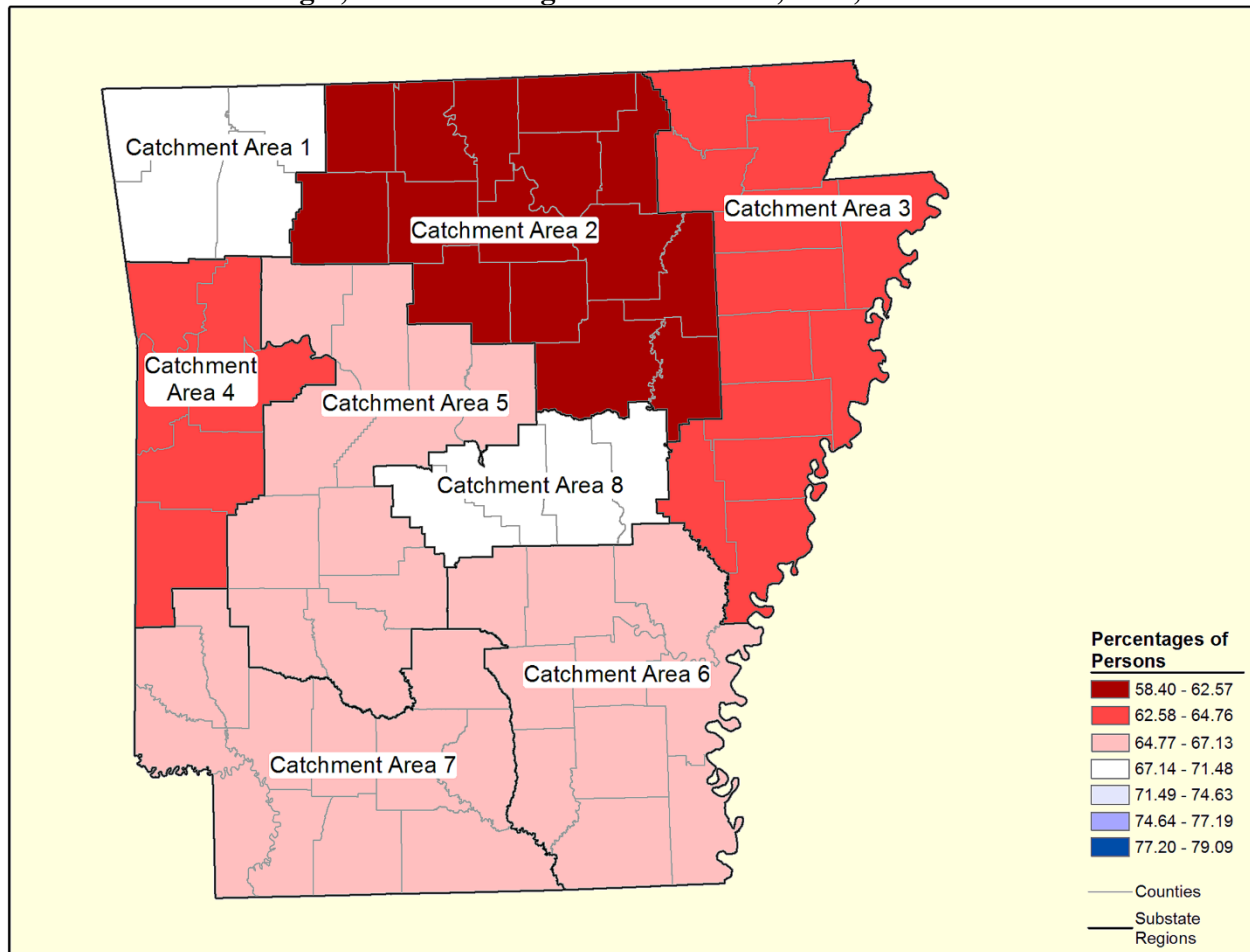 Catchment Area 1
Catchment Area 2
Catchment Area 3
Catchment
Area 4
Catchment Area 5
Catchment Area 8
Catchment Area 6
Catchment Area 7
Percentages of
Persons
58.40 - 62.57
62.58 - 64.76
64.77 - 67.13
67.14 - 71.48
71.49 - 74.63
74.64 - 77.19
77.20 - 79.09
Counties
Substate
Regions